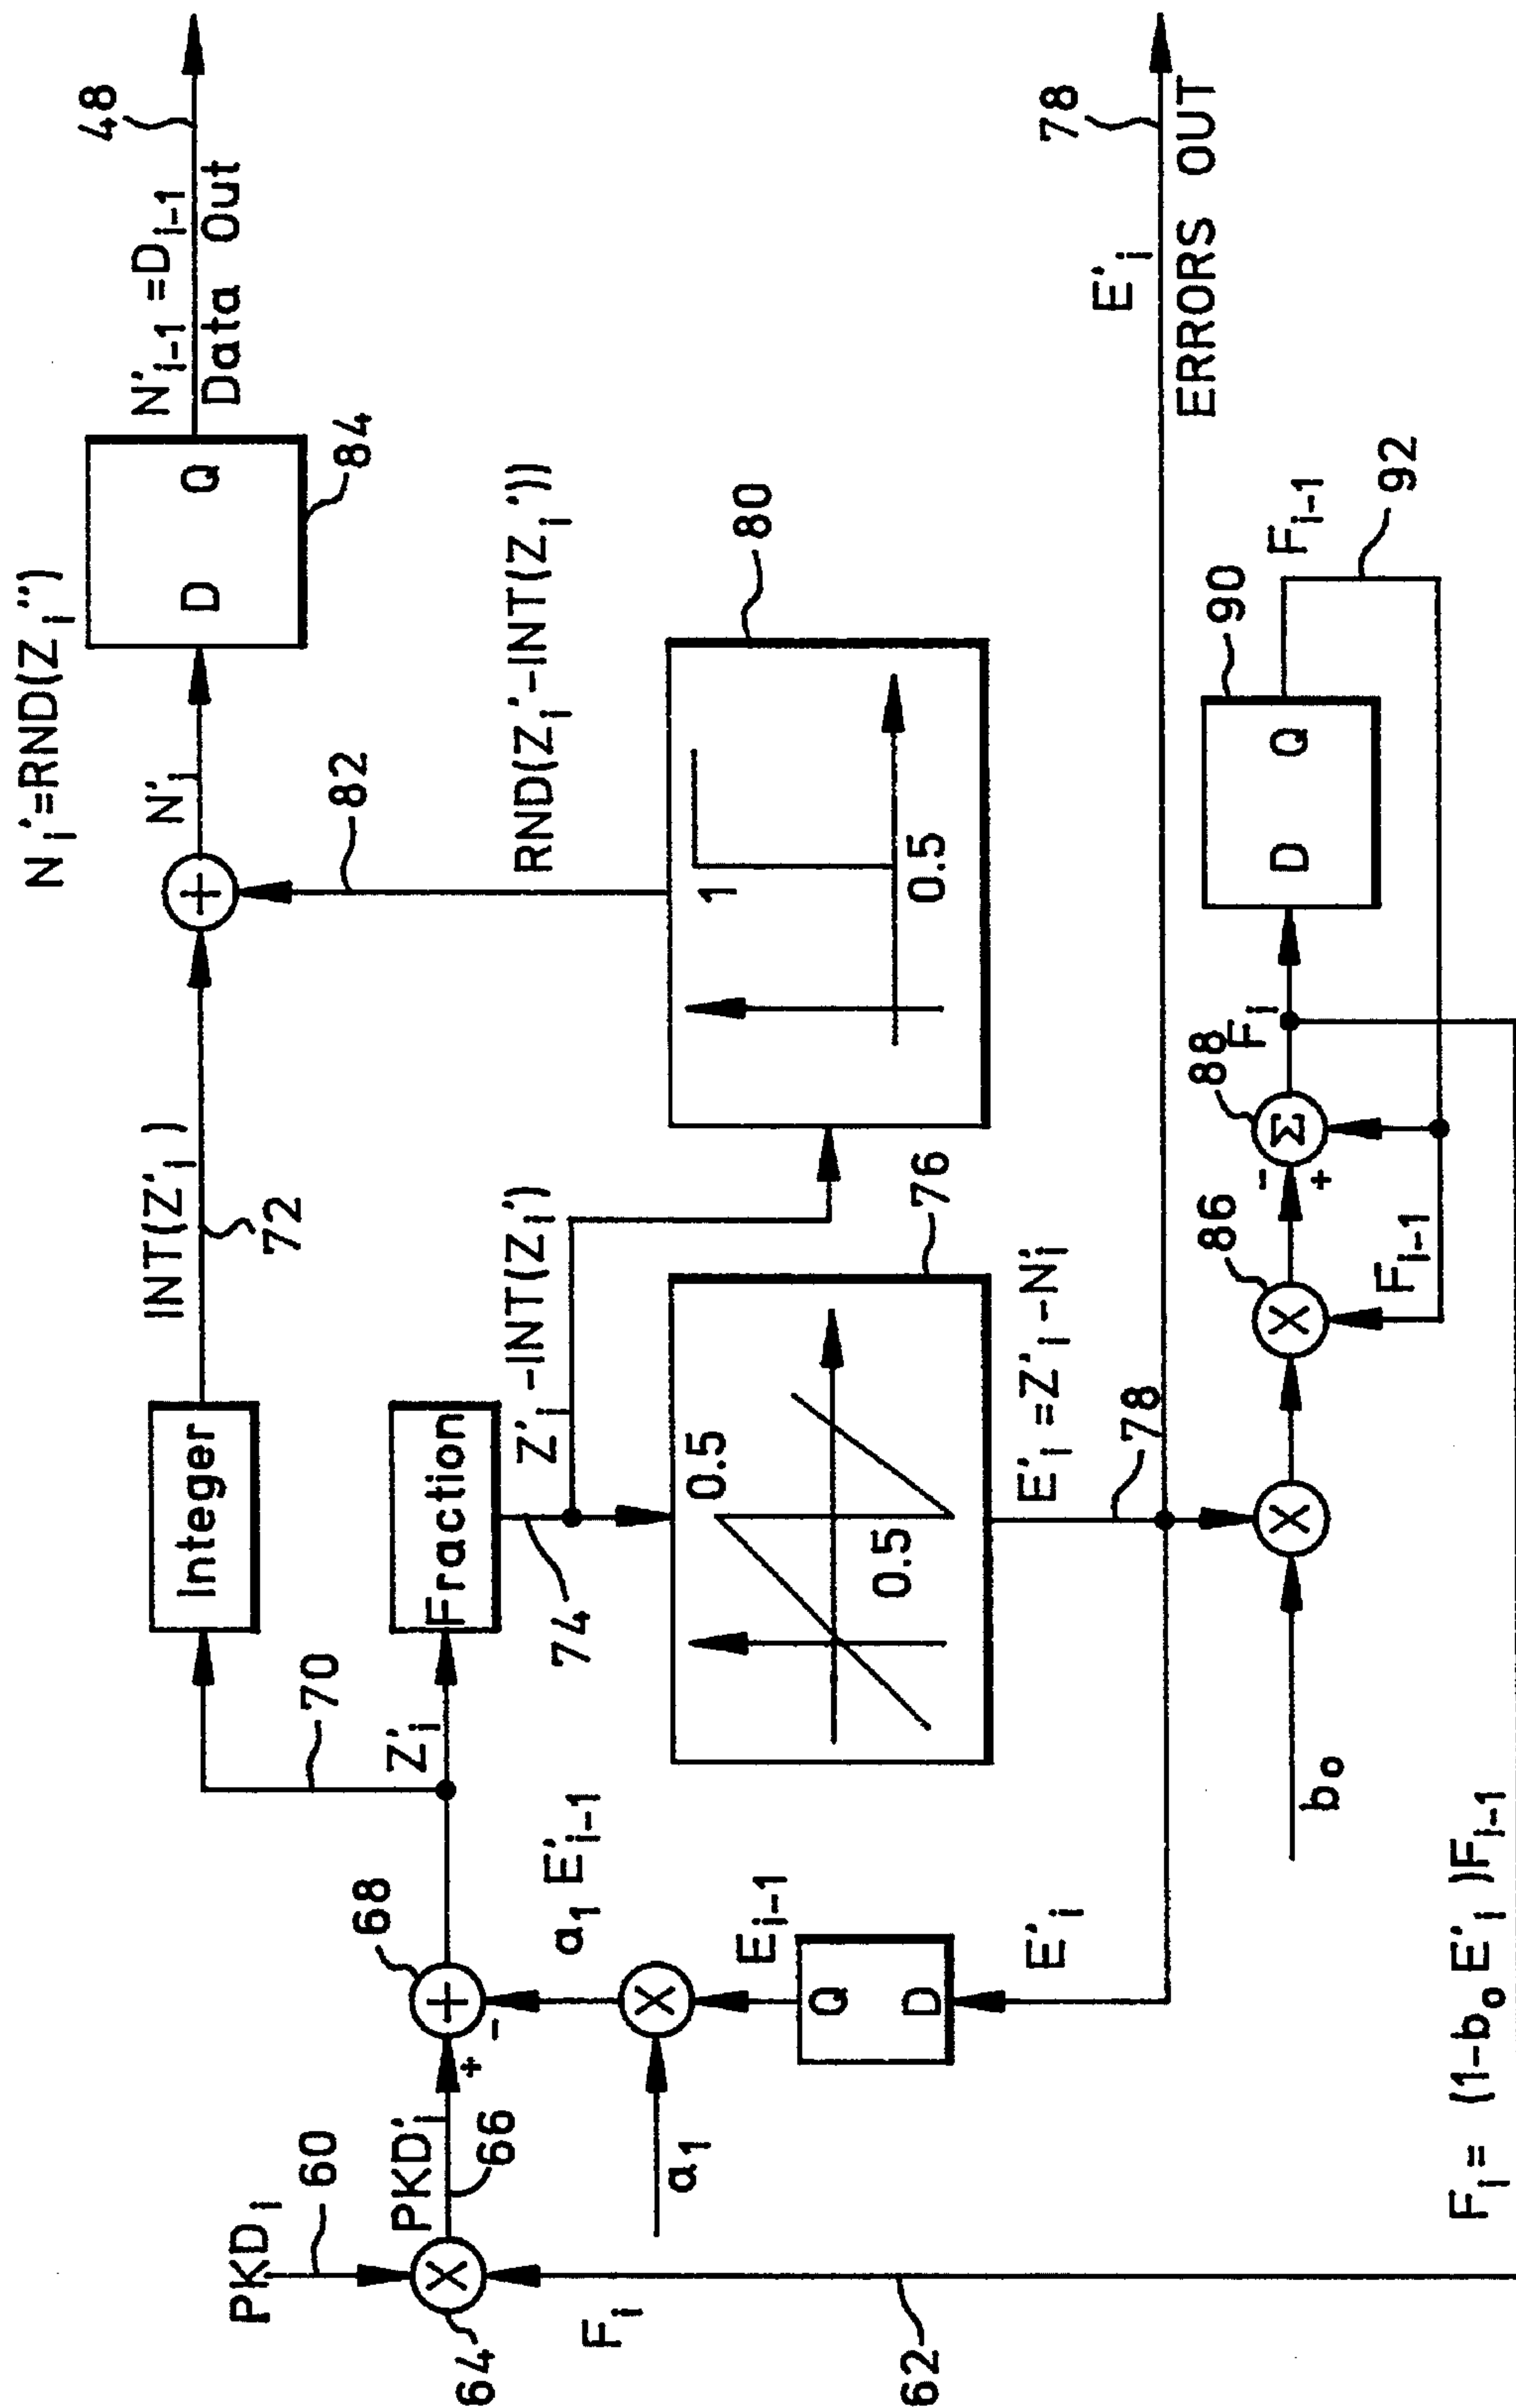 PKD_i
60
64
PKD'_i
66
F_i
62
+
-
68
a_1
a_1 E'_{i-1}
E_{i-1}
Q
D
E'_i
Z'_i
70
Integer
Fraction
INT(Z'_i)
72
74
Z'_i-INT(Z_i')
0.5
0.5
76
E'_i=Z'_i-N'_i
78
1
0.5
80
RND(Z_i'-INT(Z_i'))
82
N'_i
N_i'=RND(Z_i'')
D
Q
84
N'_{i-1}=D_{i-1}
Data Out
48
E'_i
78
ERRORS OUT
b_o
86
F_{i-1}
-
+
Σ
88
F_i
D
Q
90
F_{i-1}
92
F_i= (1-b_o E'_i)F_{i-1}